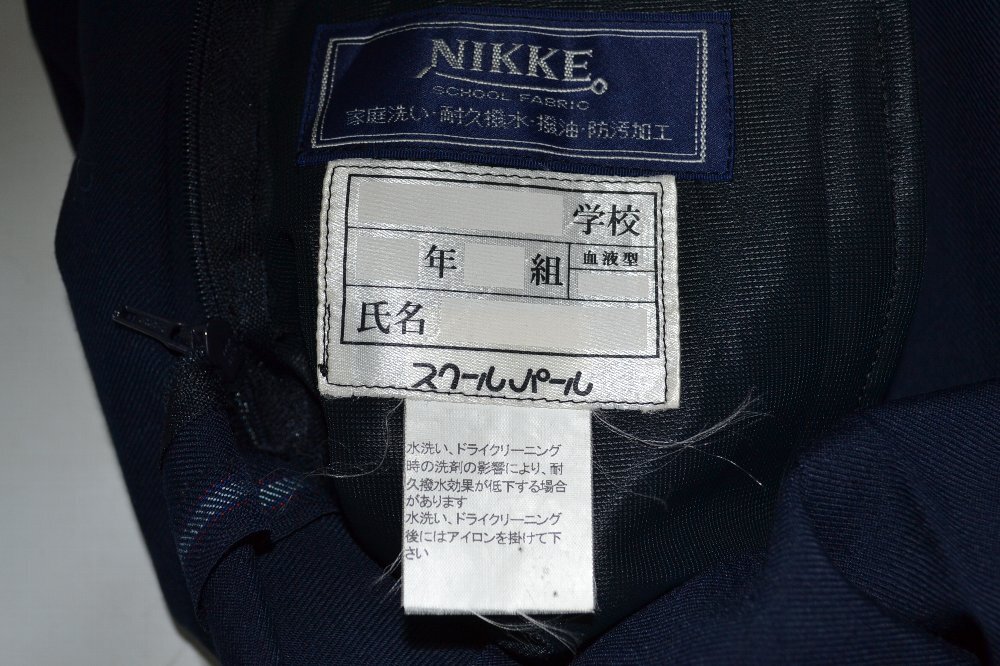 NIKKE
SCHOOL FABRIC
家庭洗い・耐久撥水・撥油・防汚加工
学校
年 組 血液型
氏名
スクールパール
水洗い、ドライクリーニング
時の洗剤の影響により、耐
久撥水効果が低下する場合
があります
水洗い、ドライクリーニング
後にはアイロンを掛けて下
さい